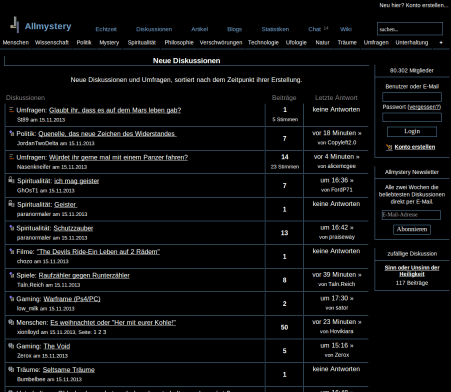 Neu hier? Konto erstellen...
Allmystery
Echtzeit Diskussionen Artikel Blogs Statistiken Chat 14 Wiki
suchen...
Menschen Wissenschaft Politik Mystery Spiritualität Philosophie Verschwörungen Technologie Ufologie Natur Träume Umfragen Unterhaltung +
Neue Diskussionen
Neue Diskussionen und Umfragen, sortiert nach dem Zeitpunkt ihrer Erstellung.
Diskussionen Beiträge Letzte Antwort
Umfragen: Glaubt ihr, dass es auf dem Mars leben gab? 1 keine Antworten
St89 am 15.11.2013 5 Stimmen
Politik: Quenelle, das neue Zeichen des Widerstandes 7 vor 18 Minuten »
JordanTwoDelta am 15.11.2013 von Copyleft2.0
Umfragen: Würdet ihr gerne mal mit einem Panzer fahren? 14 vor 4 Minuten »
Nasenkneifer am 15.11.2013 23 Stimmen von alicemcgee
Spiritualität: ich mag geister 7 um 16:36 »
GhOsT1 am 15.11.2013 von FordP71
Spiritualität: Geister 1 keine Antworten
paranormaler am 15.11.2013
Spiritualität: Schutzzauber 13 um 16:42 »
paranormaler am 15.11.2013 von praiseway
Filme: "The Devils Ride-Ein Leben auf 2 Rädern" 1 keine Antworten
chozo am 15.11.2013
Spiele: Raufzähler gegen Runterzähler 8 vor 39 Minuten »
Taln.Reich am 15.11.2013 von Taln.Reich
Gaming: Warframe (Ps4/PC) 2 um 17:30 »
low_milk am 15.11.2013 von sator
Menschen: Es weihnachtet oder "Her mit eurer Kohle!" 50 vor 23 Minuten »
xionlloyd am 15.11.2013, Seite: 1 2 3 von Hovikiara
Gaming: The Void 5 um 15:16 »
Zerox am 15.11.2013 von Zerox
Träume: Seltsame Träume 1 keine Antworten
Bumbelbee am 15.11.2013
80.302 Mitglieder
Benutzer oder E-Mail
Passwort (vergessen?)
Login
Konto erstellen
Allmystery Newsletter
Alle zwei Wochen die
beliebtesten Diskussionen
direkt per E-Mail.
E-Mail-Adresse
Abonnieren
zufällige Diskussion
Sinn oder Unsinn der
Heiligkeit
117 Beiträge